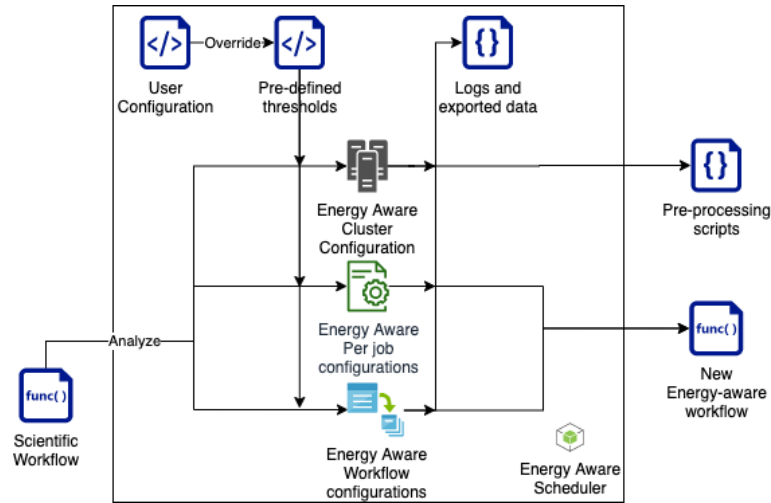 </>
Override
</>
{}
User
Configuration
Pre-defined
thresholds
Logs and
exported data
{}
Energy Aware
Cluster
Configuration
Pre-processing
scripts
Analyze
Energy Aware
Per job
configurations
func()
New
Energy-aware
workflow
func()
Scientific
Workflow
Energy Aware
Workflow
configurations
Energy Aware
Scheduler